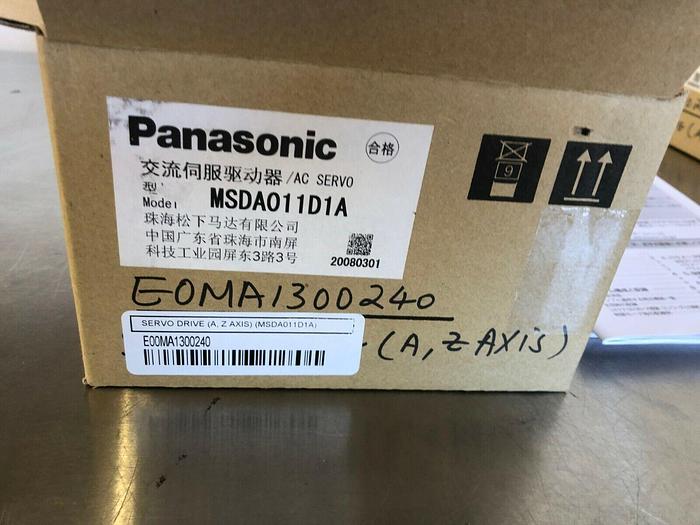 Panasonic 合格
交流伺服驱动器/AC SERVO
型
Model MSDA011D1A
珠海松下马达有限公司
中国广东省珠海市南屏
科技工业园屏东3路3号
20080301
9
E0MA1300240
SERVO DRIVE (A, Z AXIS) (MSDA011D1A)
E00MA1300240
(A, Z AXIS)